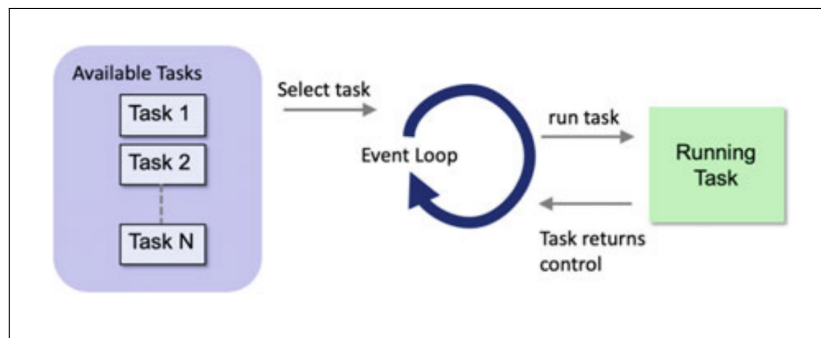 Available Tasks
Task 1
Task 2
Task N
Select task
Event Loop
run task
Task returns
control
Running
Task